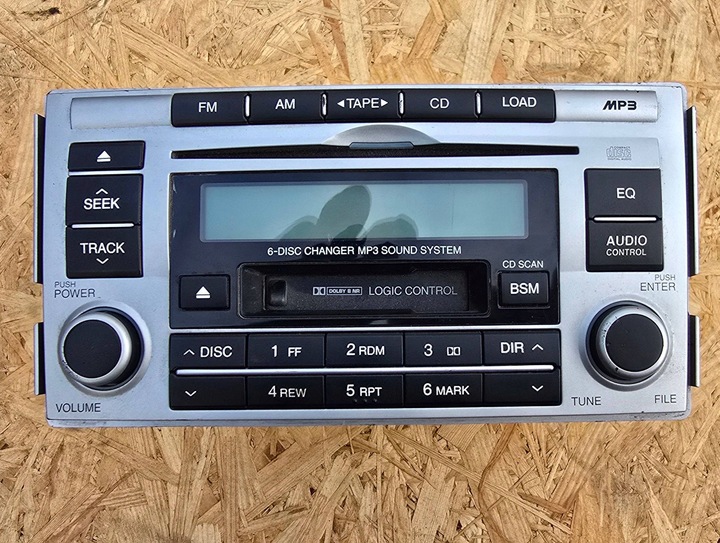 FM AM ◄TAPE► CD LOAD MP3
SEEK
TRACK
EQ
AUDIO
CONTROL
6-DISC CHANGER MP3 SOUND SYSTEM
CD SCAN
DOLBY B NR LOGIC CONTROL
BSM
PUSH
POWER
PUSH
ENTER
DISC 1 FF 2 RDM 3 DIR
4 REW 5 RPT 6 MARK
VOLUME
TUNE FILE